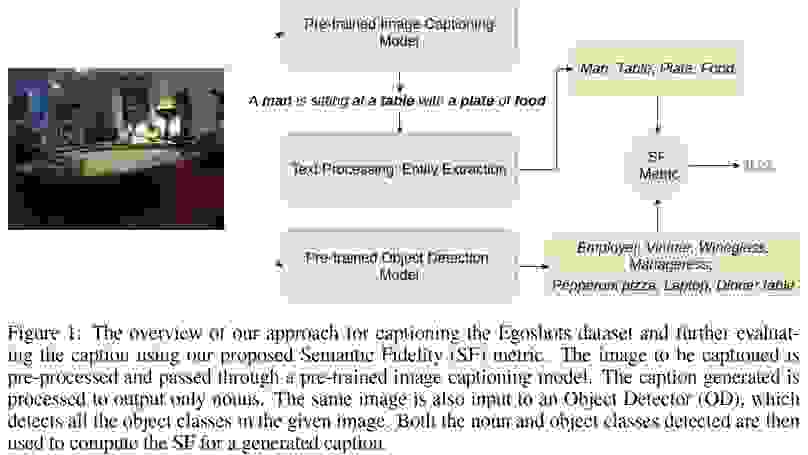 Pre-trained Image Captioning
Model
A man is sitting at a table with a plate of food
Man, Table, Plate, Food
Text Processing: Entity Extraction
SF
Metric
Pre-trained Object Detection
Model
Wineglass,
Manageress,
Pepperoni pizza, Laptop, Dinner table
Figure 1: The overview of our approach for captioning the Egoshots dataset and further evaluat-
ing the caption using our proposed Semantic Fidelity (SF) metric. The image to be captioned is
pre-processed and passed through a pre-trained image captioning model. The caption generated is
processed to output only nouns. The same image is also input to an Object Detector (OD), which
detects all the object classes in the given image. Both the noun and object classes detected are then
used to compute the SF for a generated caption